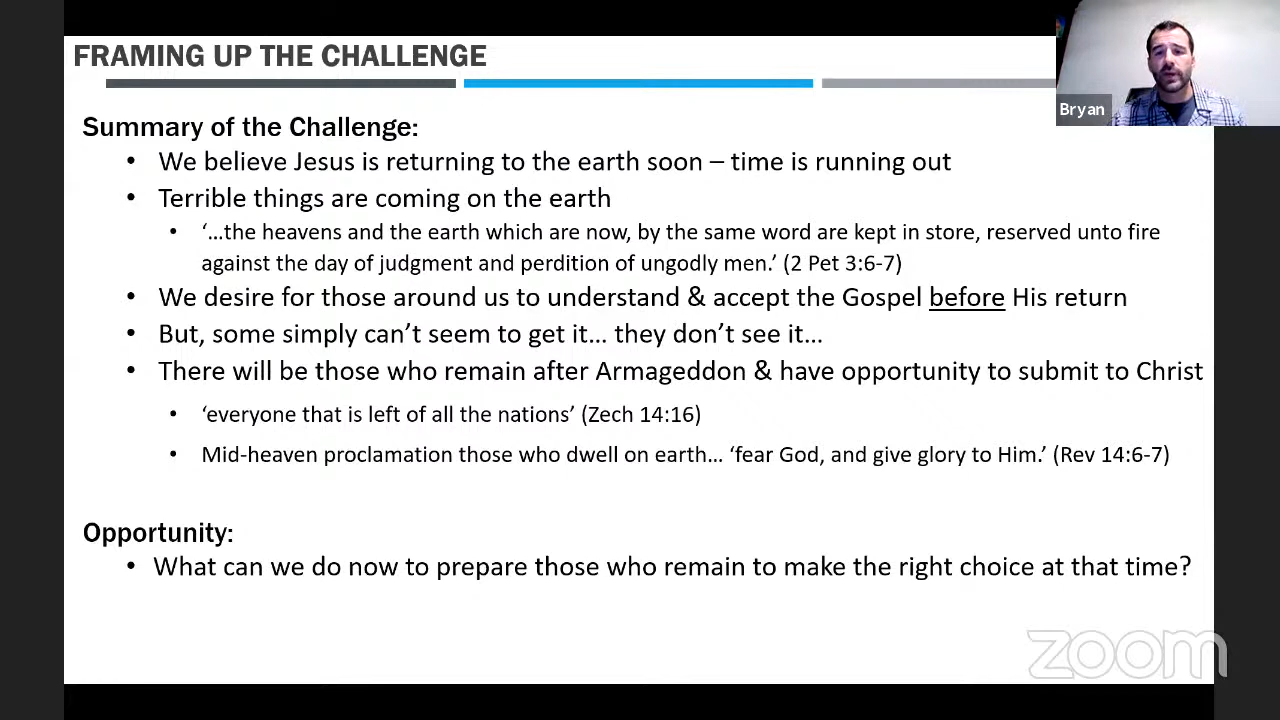 FRAMING UP THE CHALLENGE
Bryan
Summary of the Challenge:
• We believe Jesus is returning to the earth soon – time is running out
• Terrible things are coming on the earth
• ‘…the heavens and the earth which are now, by the same word are kept in store, reserved unto fire
against the day of judgment and perdition of ungodly men.’ (2 Pet 3:6-7)
• We desire for those around us to understand & accept the Gospel before His return
• But, some simply can’t seem to get it… they don’t see it…
• There will be those who remain after Armageddon & have opportunity to submit to Christ
• ‘everyone that is left of all the nations’ (Zech 14:16)
• Mid-heaven proclamation those who dwell on earth… ‘fear God, and give glory to Him.’ (Rev 14:6-7)
Opportunity:
• What can we do now to prepare those who remain to make the right choice at that time?
zoom